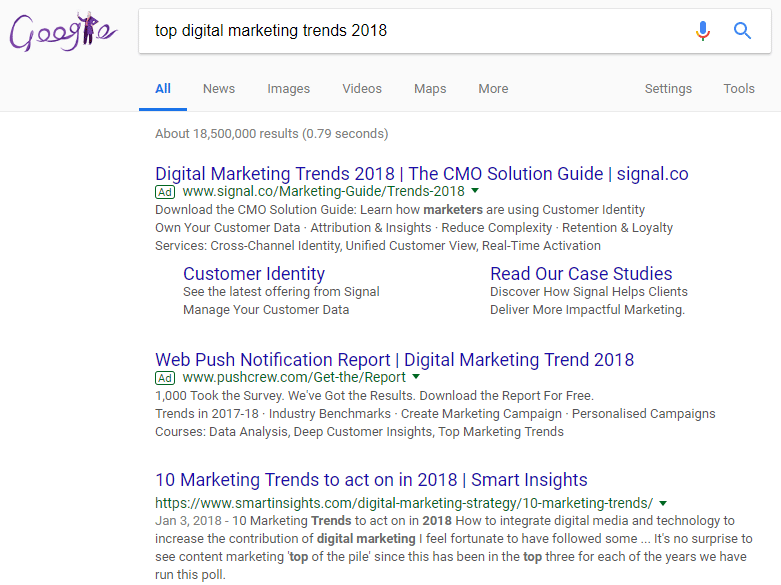 Google
top digital marketing trends 2018
All News Images Videos Maps More Settings Tools
About 18,500,000 results (0.79 seconds)
Digital Marketing Trends 2018 | The CMO Solution Guide | signal.co
Ad www.signal.co/Marketing-Guide/Trends-2018
Download the CMO Solution Guide: Learn how marketers are using Customer Identity
Own Your Customer Data · Attribution & Insights · Reduce Complexity · Retention & Loyalty
Services: Cross-Channel Identity, Unified Customer View, Real-Time Activation
Customer Identity
See the latest offering from Signal
Manage Your Customer Data
Read Our Case Studies
Discover How Signal Helps Clients
Deliver More Impactful Marketing.
Web Push Notification Report | Digital Marketing Trend 2018
Ad www.pushcrew.com/Get-the/Report
1,000 Took the Survey. We've Got the Results. Download the Report For Free.
Trends in 2017-18 · Industry Benchmarks · Create Marketing Campaign · Personalised Campaigns
Courses: Data Analysis, Deep Customer Insights, Top Marketing Trends
10 Marketing Trends to act on in 2018 | Smart Insights
https://www.smartinsights.com/digital-marketing-strategy/10-marketing-trends/
Jan 3, 2018 - 10 Marketing Trends to act on in 2018 How to integrate digital media and technology to
increase the contribution of digital marketing I feel fortunate to have followed some ... It's no surprise to
see content marketing 'top of the pile' since this has been in the top three for each of the years we have
run this poll.